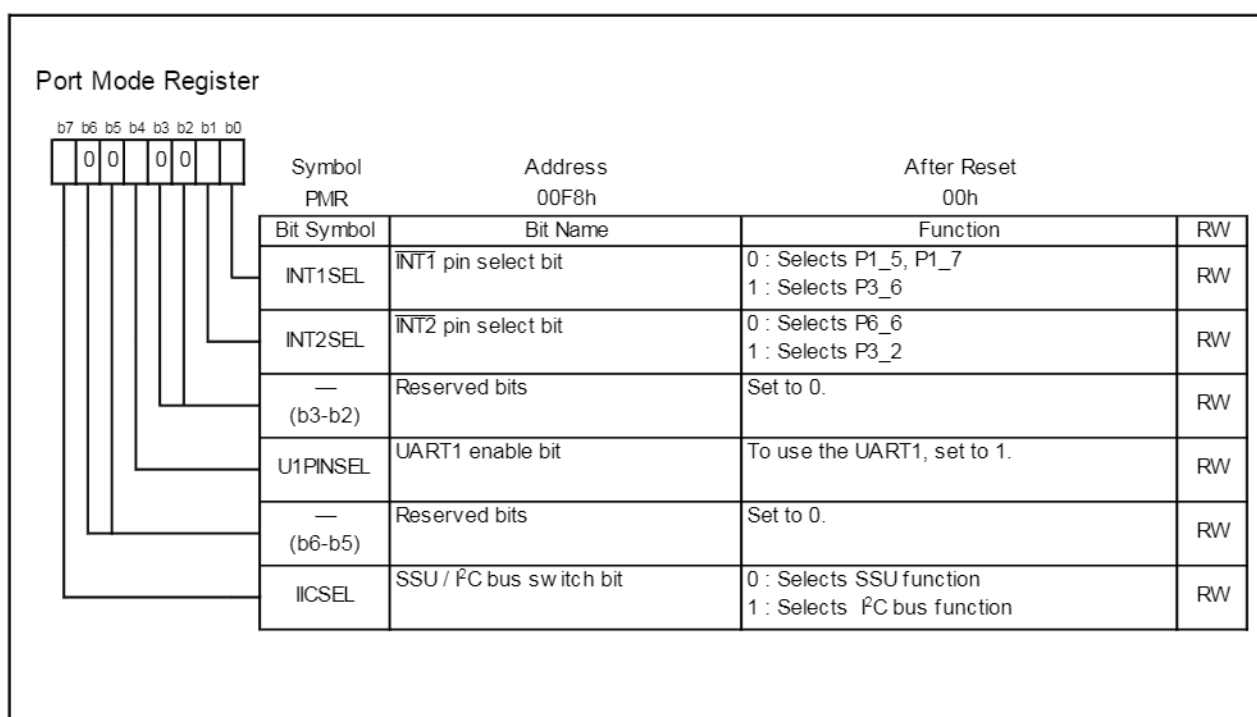 Port Mode Register
b7 b6 b5 b4 b3 b2 b1 b0
0 0 0 0
Symbol Address After Reset
PMR 00F8h 00h
Bit Symbol Bit Name Function RW
INT1SEL INT1 pin select bit 0 : Selects P1_5, P1_7 RW
1 : Selects P3_6
INT2SEL INT2 pin select bit 0 : Selects P6_6 RW
1 : Selects P3_2
— Reserved bits Set to 0. RW
(b3-b2)
U1PINSEL UART1 enable bit To use the UART1, set to 1. RW
— Reserved bits Set to 0. RW
(b6-b5)
IICSEL SSU / I²C bus switch bit 0 : Selects SSU function RW
1 : Selects I²C bus function